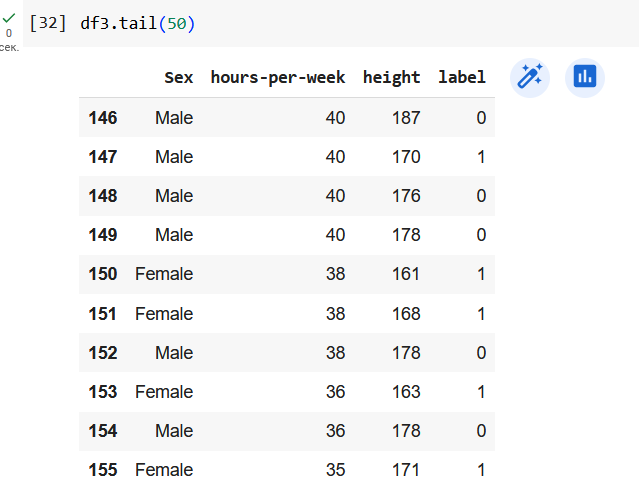 [32] df3.tail(50)
0
сек.
Sex hours-per-week height label
146 Male 40 187 0
147 Male 40 170 1
148 Male 40 176 0
149 Male 40 178 0
150 Female 38 161 1
151 Female 38 168 1
152 Male 38 178 0
153 Female 36 163 1
154 Male 36 178 0
155 Female 35 171 1